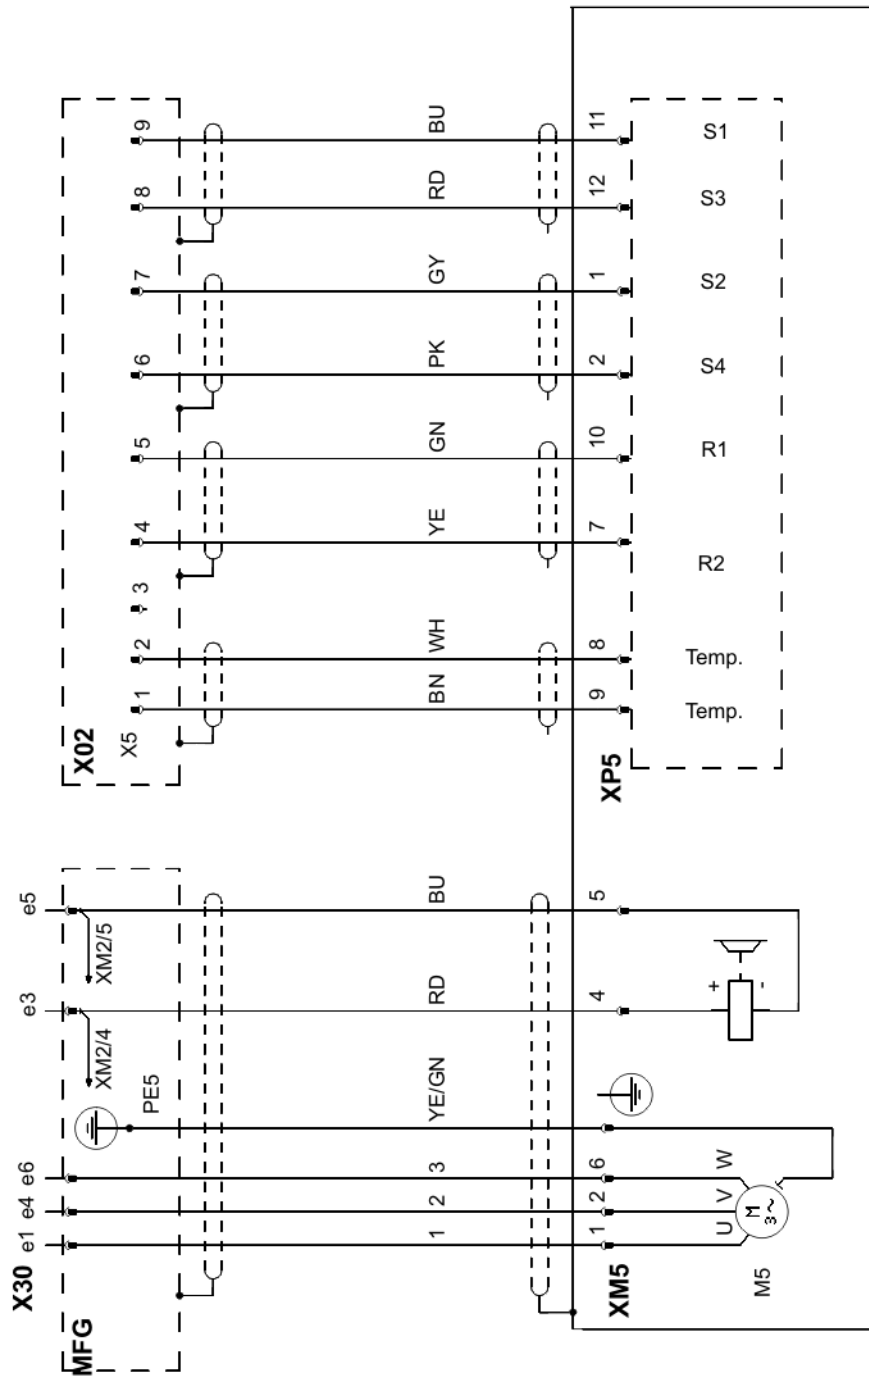 9 BU 11 S1
8 RD 12 S3
7 GY 1 S2
6 PK 2 S4
5 GN 10 R1
4 YE 7 R2
3
2 WH 8 Temp.
1 BN 9 Temp.
X02 X5 XP5
e5 XM2/5 BU 5
e3 XM2/4 RD 4 + -
PE5 YE/GN
e6 3 6 W
e4 2 2 V
e1 1 1 U
M 3~
X30 XM5 M5
MFG